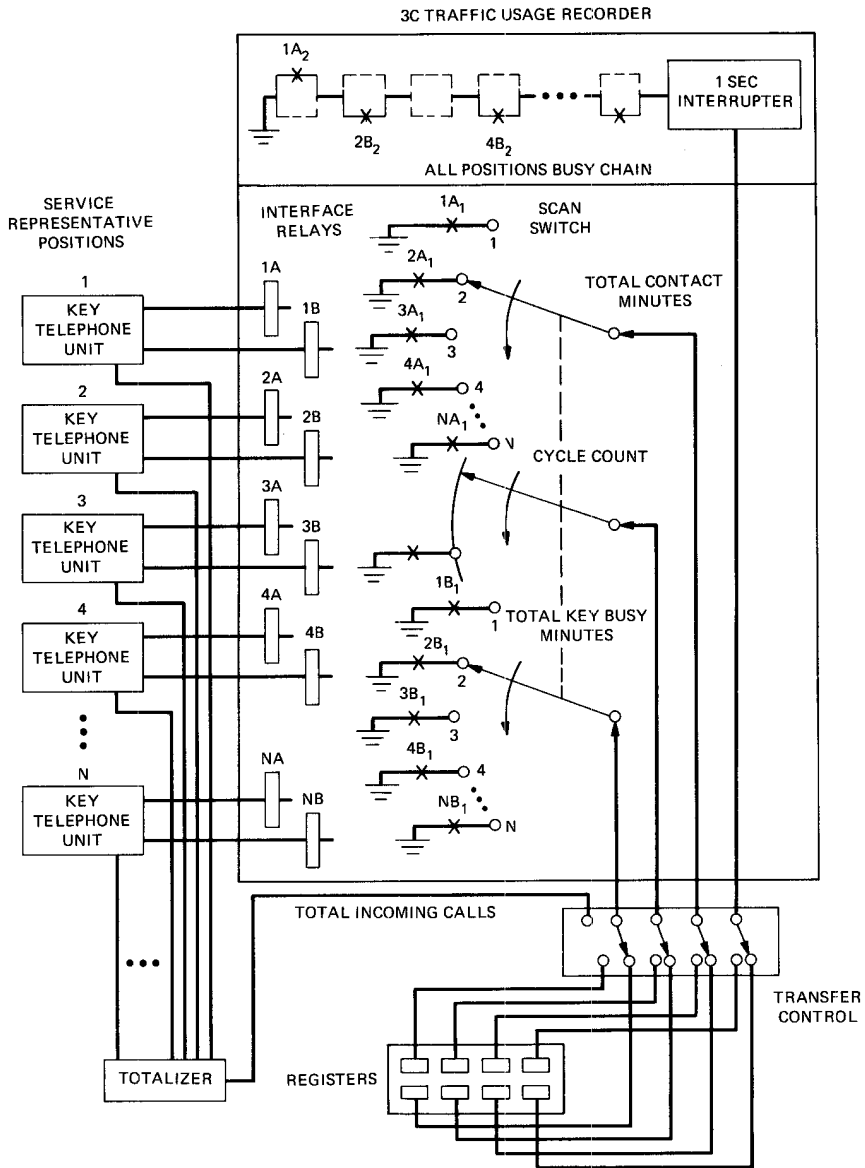 3C TRAFFIC USAGE RECORDER
1A2
1 SEC
INTERRUPTER
2B2
4B2
ALL POSITIONS BUSY CHAIN
SERVICE
REPRESENTATIVE
POSITIONS
INTERFACE
RELAYS
1A1
1
SCAN
SWITCH
1
KEY
TELEPHONE
UNIT
1A
1B
2A1
2
TOTAL CONTACT
MINUTES
3A1
3
2
KEY
TELEPHONE
UNIT
2A
2B
4A1
4
NA1
N
CYCLE COUNT
3
KEY
TELEPHONE
UNIT
3A
3B
1B1
1
TOTAL KEY BUSY
MINUTES
4
KEY
TELEPHONE
UNIT
4A
4B
2B1
2
3B1
3
4B1
4
N
KEY
TELEPHONE
UNIT
NA
NB
NB1
N
TOTAL INCOMING CALLS
TRANSFER
CONTROL
TOTALIZER
REGISTERS